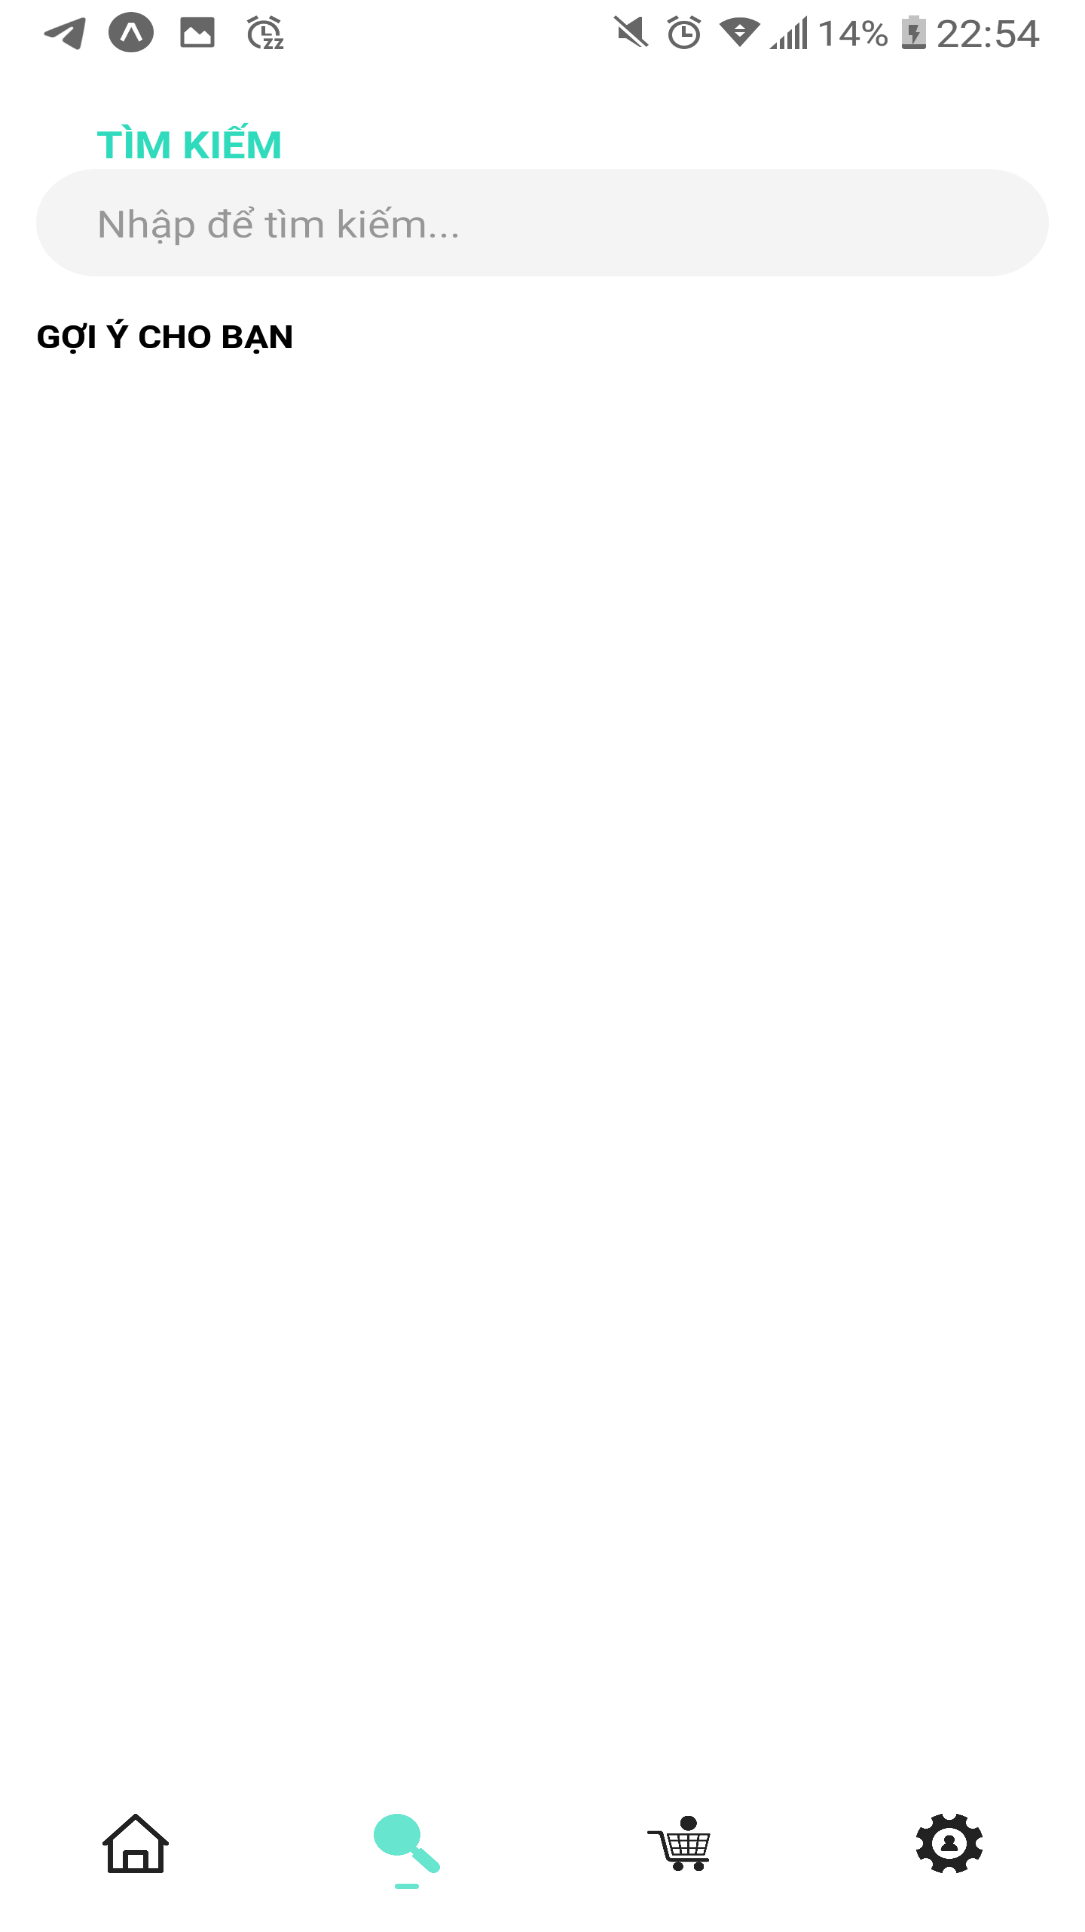 14% 22:54
TÌM KIẾM
Nhập để tìm kiếm...
GỢI Ý CHO BẠN